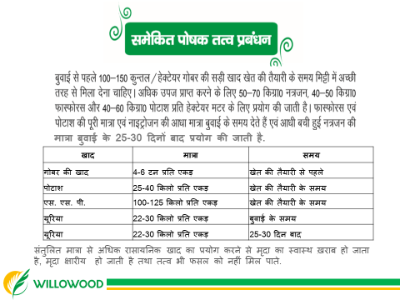 समेकित पोषक तत्व प्रबंधन
बुवाई से पहले 100-150 कुन्तल/हेक्टेयर गोबर की सड़ी खाद खेत की तैयारी के समय मिट्टी में अच्छी
तरह से मिला देना चाहिए। अधिक उपज प्राप्त करने के लिए 50-70 किग्रा0 नत्रजन, 40-50 किग्रा0
फास्फोरस और 40-60 किग्रा0 पोटाश प्रति हेक्टेयर मटर के लिए प्रयोग की जाती है। फास्फोरस एवं
पोटाश की पूरी मात्रा एवं नाइट्रोजन की आधा मात्रा बुवाई के समय देते हैं एवं आधी बची हुई नत्रजन की
मात्रा बुवाई के 25-30 दिनों बाद प्रयोग की जाती है.
खाद मात्रा समय
गोबर की खाद 4-6 टन प्रति एकड़ खेत की तैयारी से पहले
पोटाश 25-40 किलो प्रति एकड़ खेत की तैयारी के समय
एस. एस. पी. 100-125 किलो प्रति एकड़ खेत की तैयारी के समय
यूरिया 22-30 किलो प्रति एकड़ बुवाई के समय
यूरिया 22-30 किलो प्रति एकड़ 25-30 दिन बाद
संतुलित मात्रा से अधिक रासायनिक खाद का प्रयोग करने से मृदा का स्वास्थ खराब हो जाता
है, मृदा क्षारीय हो जाती है तथा तत्व भी फसल को नहीं मिल पाते.
WILLOWOOD